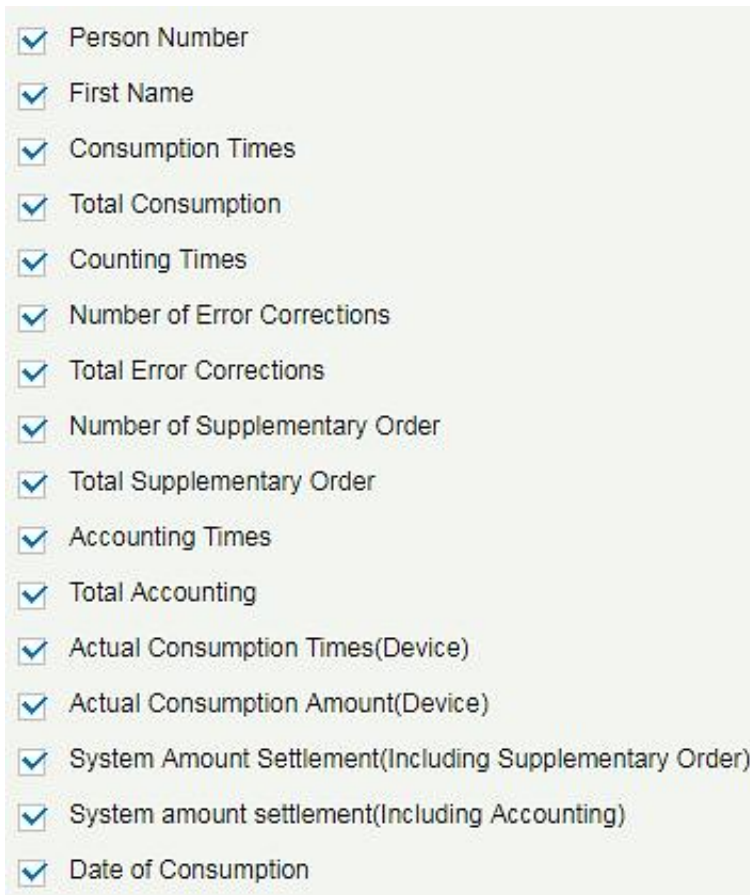 Person Number
First Name
Consumption Times
Total Consumption
Counting Times
Number of Error Corrections
Total Error Corrections
Number of Supplementary Order
Total Supplementary Order
Accounting Times
Total Accounting
Actual Consumption Times(Device)
Actual Consumption Amount(Device)
System Amount Settlement(Including Supplementary Order)
System amount settlement(Including Accounting)
Date of Consumption